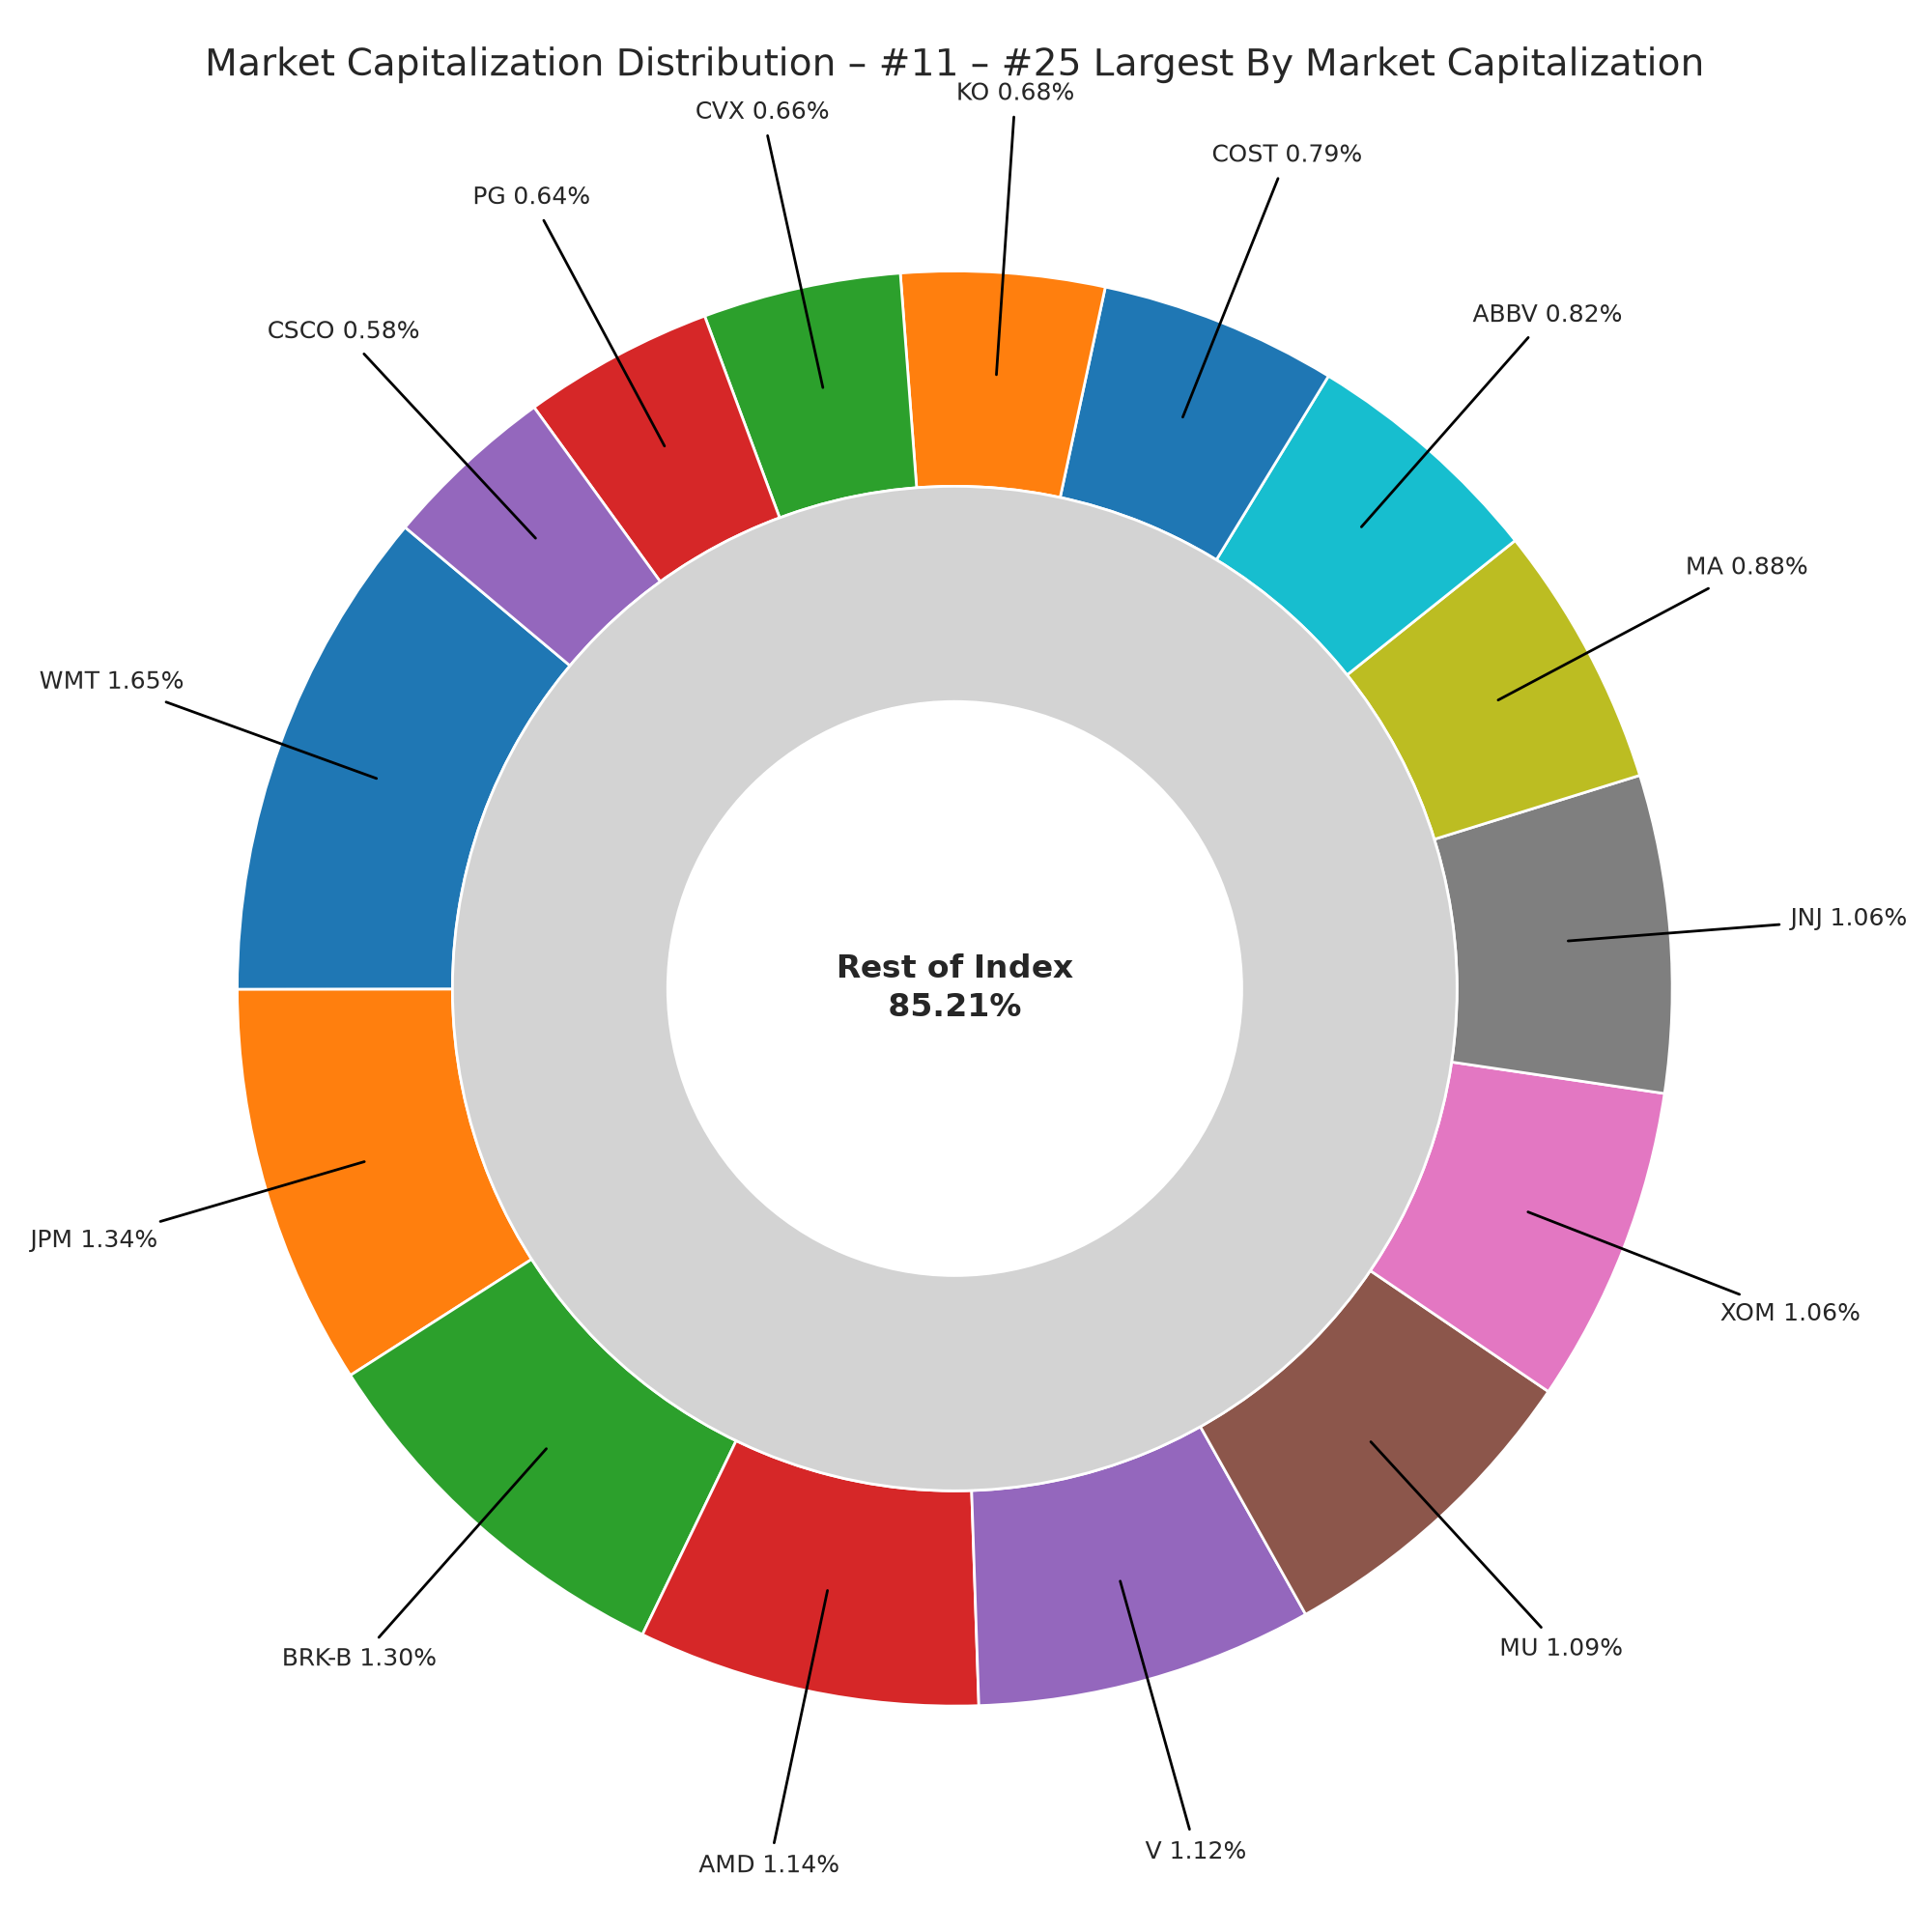 Market Capitalization Distribution – #11 – #25 Largest By Market Capitalization
KO 0.68%
CVX 0.66%
COST 0.79%
PG 0.64%
ABBV 0.82%
CSCO 0.58%
MA 0.88%
WMT 1.65%
JNJ 1.06%
Rest of Index
85.21%
JPM 1.34%
XOM 1.06%
MU 1.09%
BRK-B 1.30%
V 1.12%
AMD 1.14%